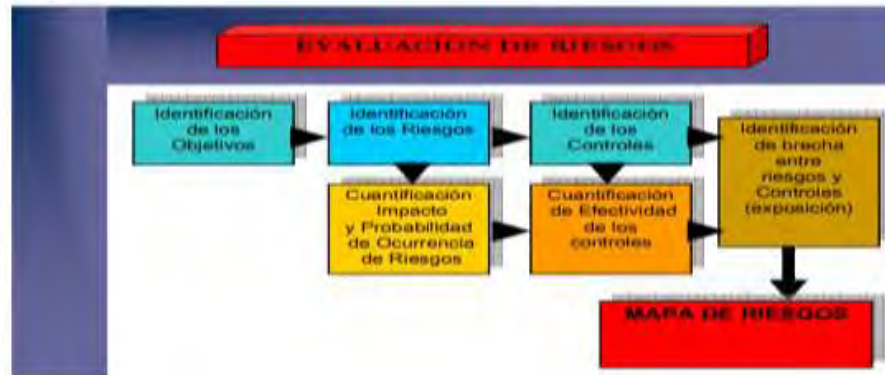 EVALUACION DE RIESGOS
Identificación
de los
Objetivos
Identificación
de los Riesgos
Identificación
de los
Controles
Identificación
de brecha
entre
riesgos y
Controles
(exposición)
Cuantificación
Impacto
y Probabilidad
de Ocurrencia
de Riesgos
Cuantificación
de Efectividad
de los
controles
MAPA DE RIESGOS